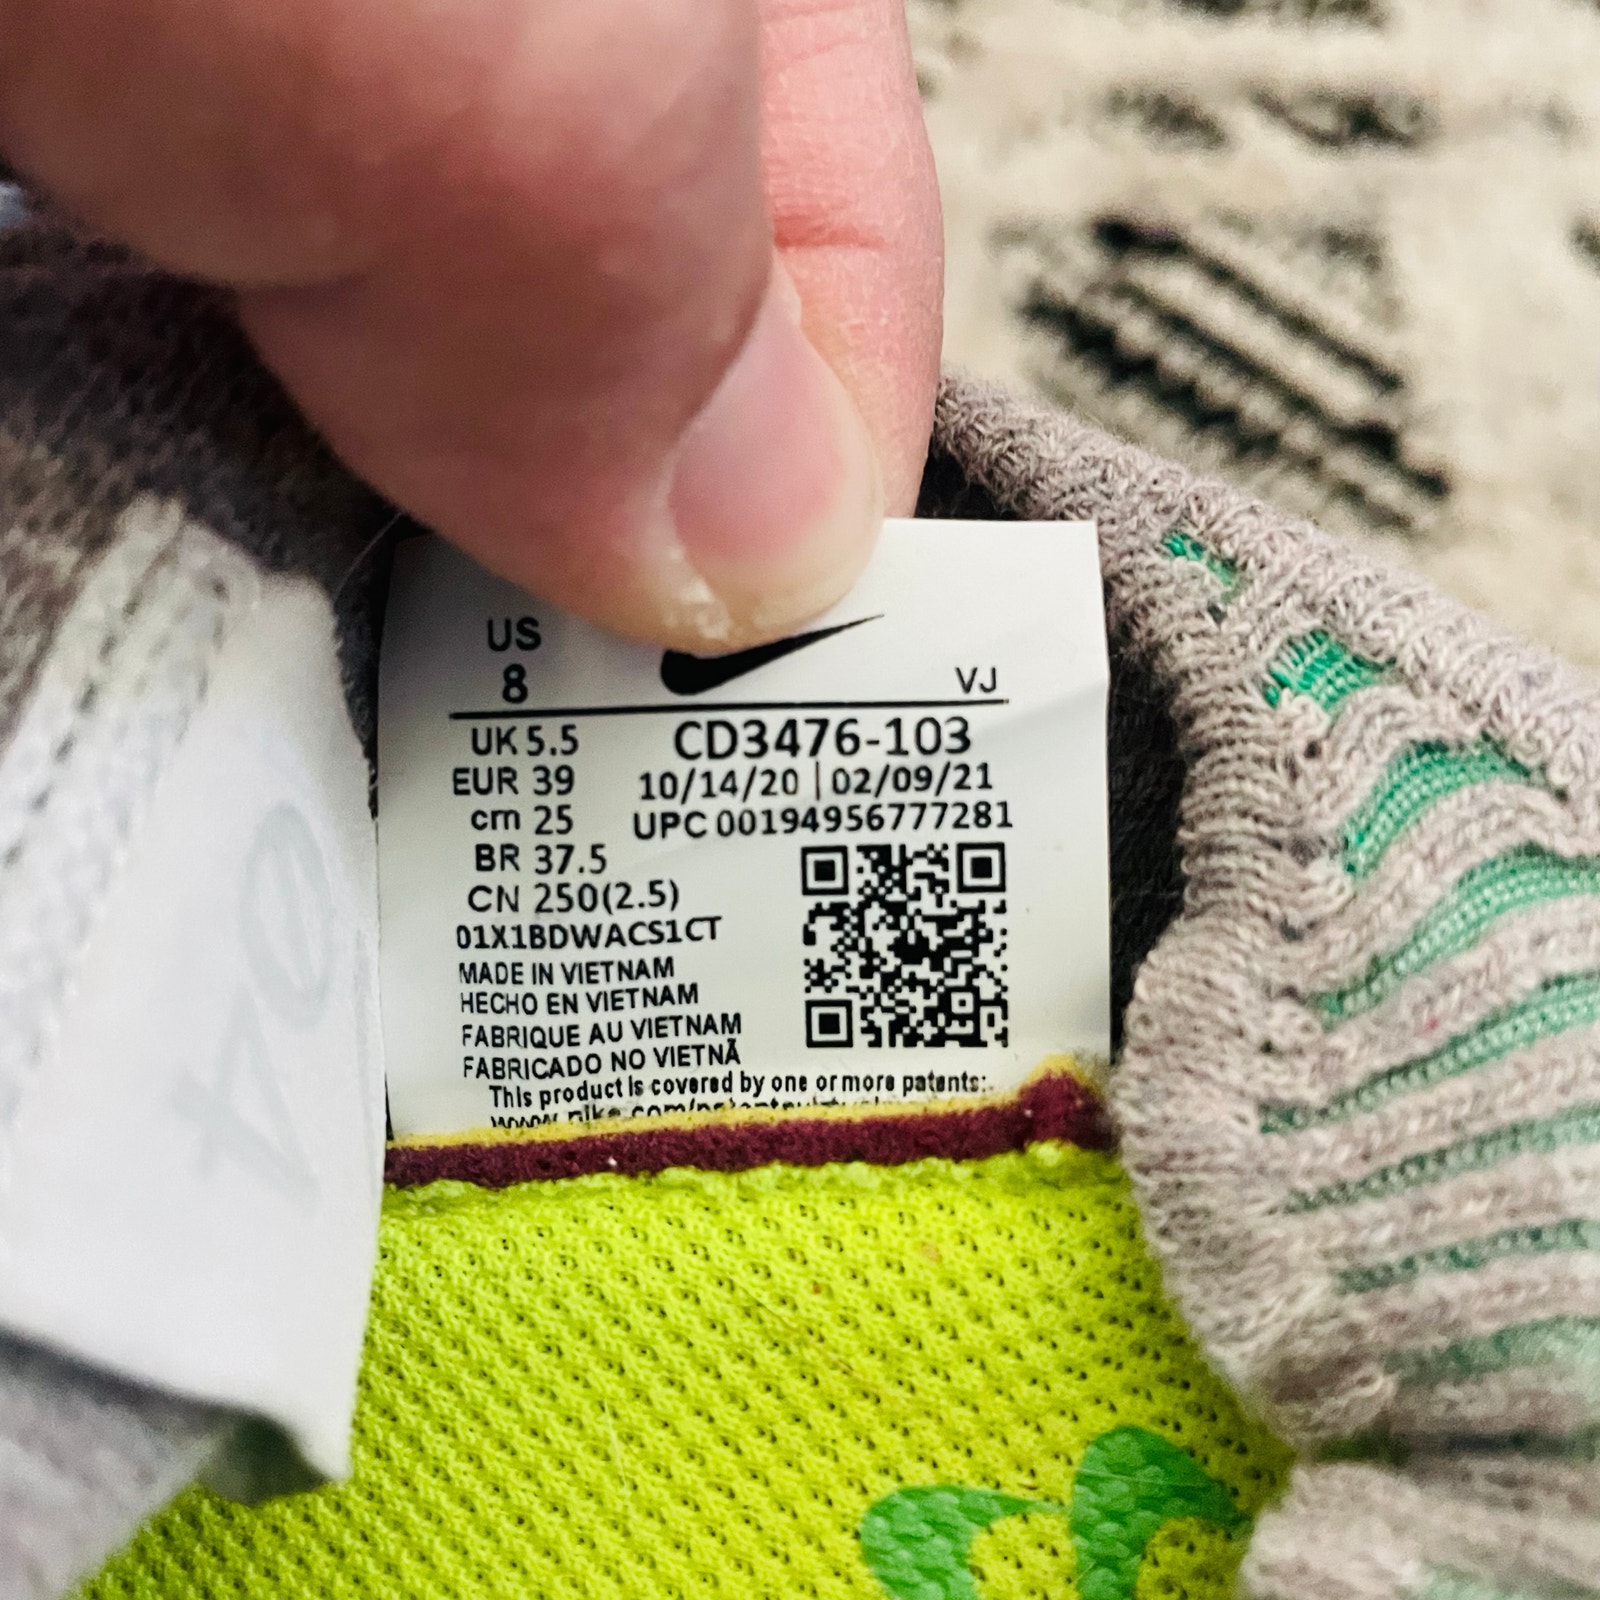 US
8
VJ
UK 5.5
CD3476-103
EUR 39
10/14/20 | 02/09/21
cm 25
UPC 00194956777281
BR 37.5
CN 250(2.5)
01X1BDWACS1CT
MADE IN VIETNAM
HECHO EN VIETNAM
FABRIQUE AU VIETNAM
FABRICADO NO VIETNÃ
This product is covered by one or more patents: